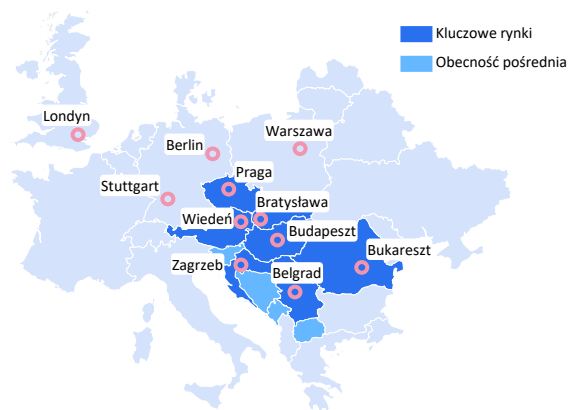 Kluczowe rynki
Obecność pośrednia
Londyn
Warszawa
Berlin
Praga
Stuttgart
Bratysława
Wiedeń
Budapeszt
Bukareszt
Zagrzeb
Belgrad